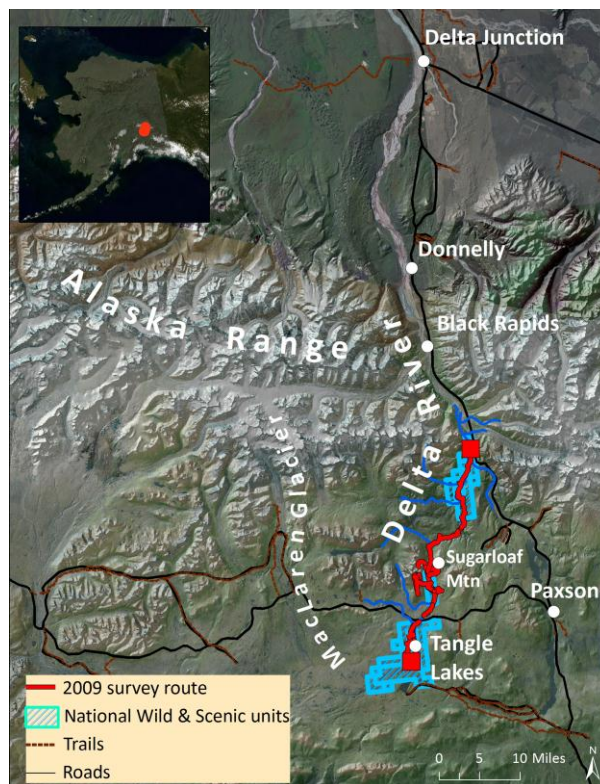 Delta Junction
Donnelly
Black Rapids
Alaska Range
Delta River
MacLaren Glacier
Sugarloaf
Mtn
Paxson
Tangle
Lakes
2009 survey route
National Wild & Scenic units
Trails
Roads
0 5 10 Miles
N